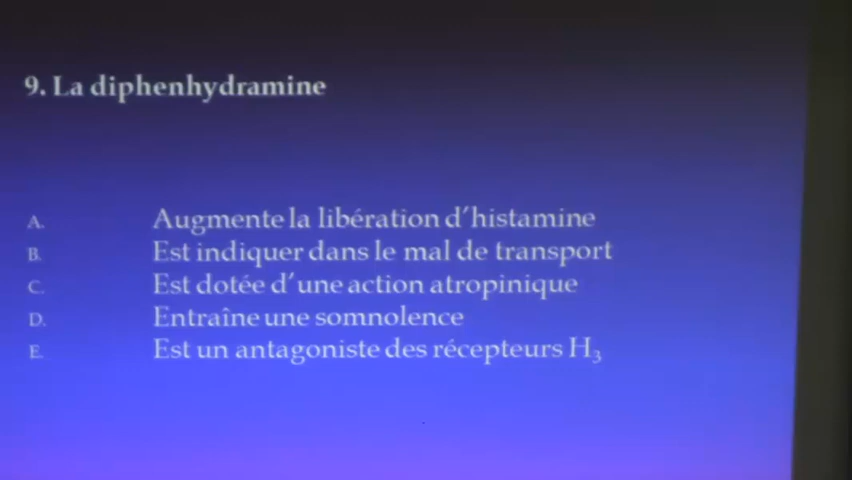 9. La diphenhydramine
A. Augmente la libération d'histamine
B. Est indiquer dans le mal de transport
C. Est dotée d'une action atropinique
D. Entraîne une somnolence
E. Est un antagoniste des récepteurs H₃